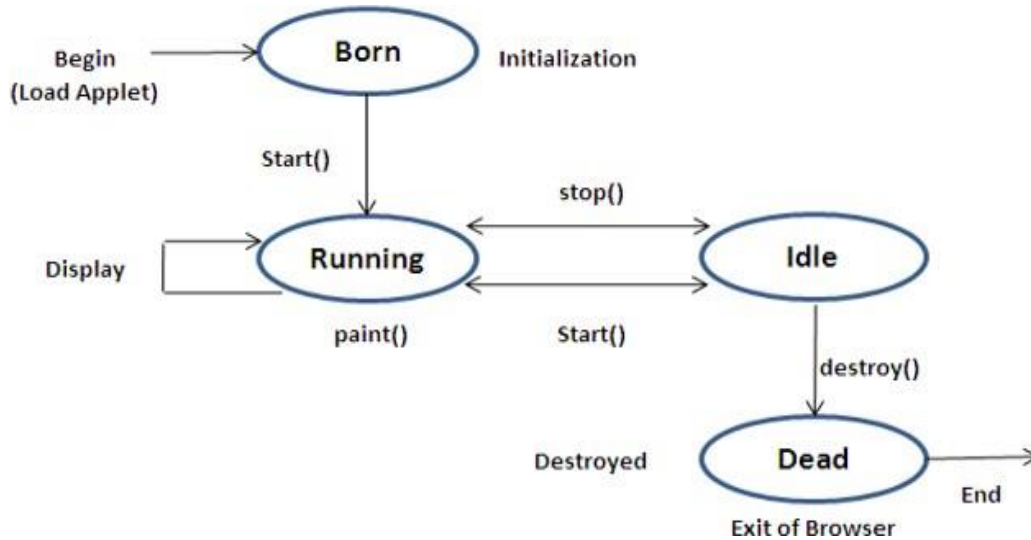 Born
Begin
(Load Applet)
Initialization
Start()
stop()
Running
Idle
Display
paint()
Start()
destroy()
Destroyed
Dead
End
Exit of Browser